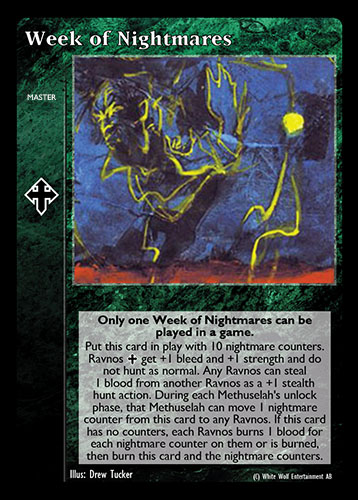 Week of Nightmares
MASTER
Only one Week of Nightmares can be
played in a game.
Put this card in play with 10 nightmare counters.
Ravnos get +1 bleed and +1 strength and do
not hunt as normal. Any Ravnos can steal
1 blood from another Ravnos as a +1 stealth
hunt action. During each Methuselah's unlock
phase, that Methuselah can move 1 nightmare
counter from this card to any Ravnos. If this card
has no counters, each Ravnos burns 1 blood for
each nightmare counter on them or is burned,
then burn this card and the nightmare counters.
Illus: Drew Tucker
(C) White Wolf Entertainment AB